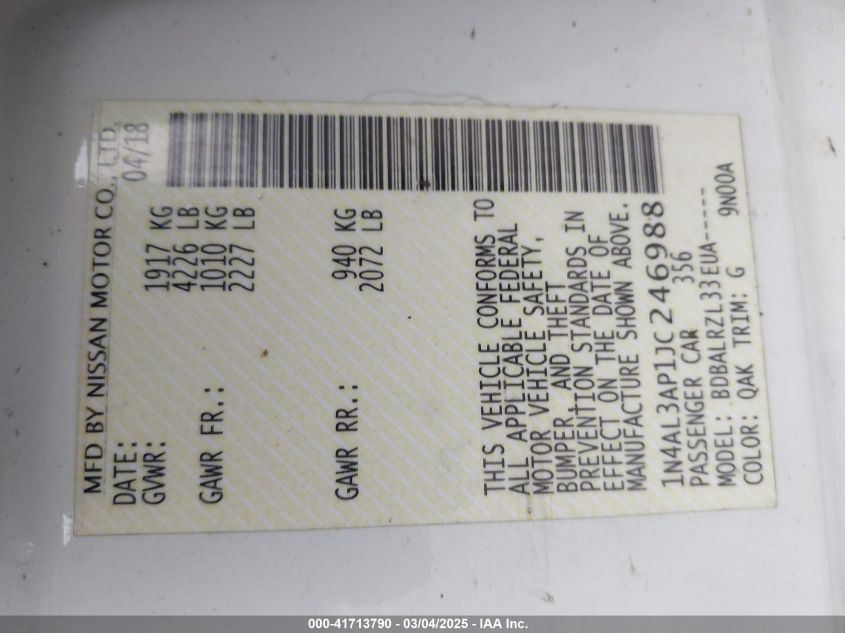 MFD BY NISSAN MOTOR CO., LTD.
DATE: 04/18
GVWR: 1917 KG
4226 LB
GAWR FR.: 1010 KG
2227 LB
GAWR RR.: 940 KG
2072 LB
THIS VEHICLE CONFORMS TO
ALL APPLICABLE FEDERAL
MOTOR VEHICLE SAFETY,
BUMPER, AND THEFT
PREVENTION STANDARDS IN
EFFECT ON THE DATE OF
MANUFACTURE SHOWN ABOVE.
1N4AL3AP1JC246988
PASSENGER CAR 356
MODEL: BDBALRZL33EUA-----
COLOR: QAK TRIM: G 9N00A
000-41713790 - 03/04/2025 - IAA Inc.